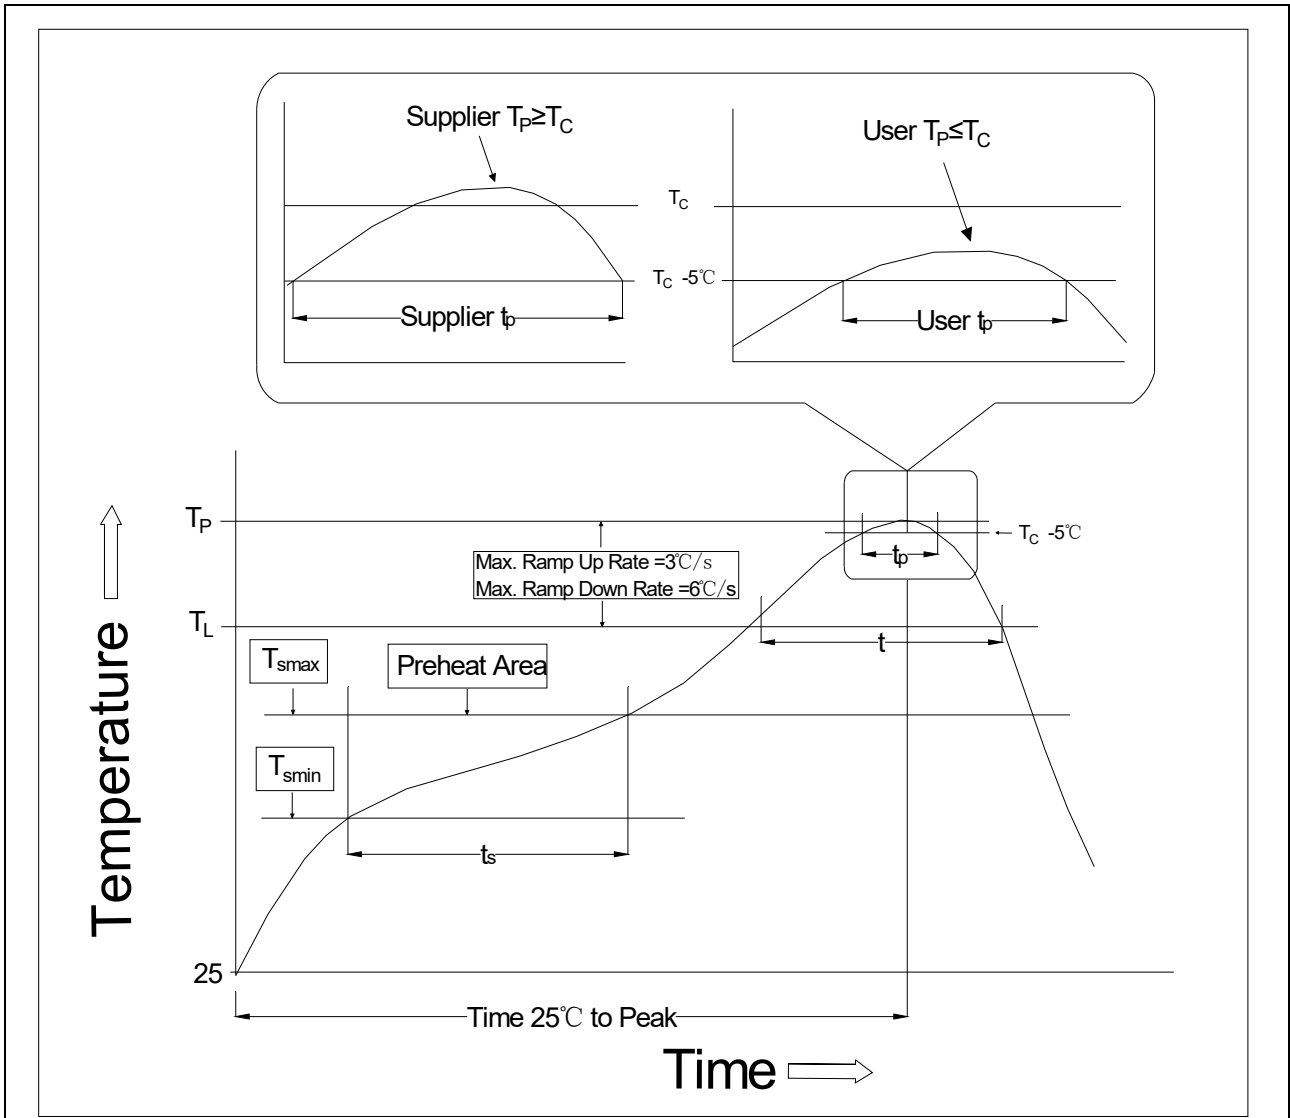 Supplier TP≥TC
User TP≤TC
TC
TC -5℃
Supplier tp
User tp
TP
TC -5℃
tp
Max. Ramp Up Rate =3℃/s
Max. Ramp Down Rate =6℃/s
TL
t
Tsmax
Preheat Area
Tsmin
ts
Temperature
25
Time 25℃ to Peak
Time